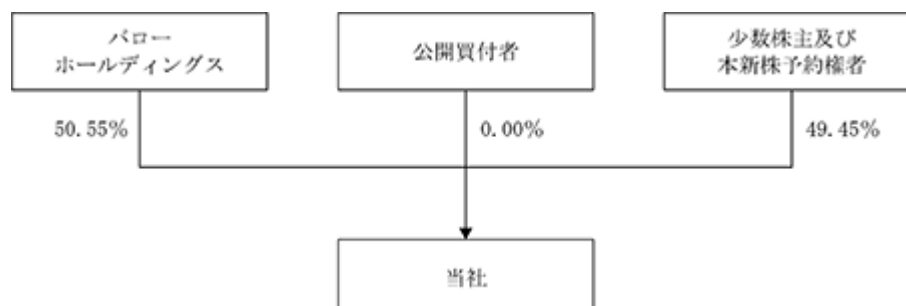 バロー
ホールディングス
公開買付者
少数株主及び
本新株予約権者
50.55%
0.00%
49.45%
当社